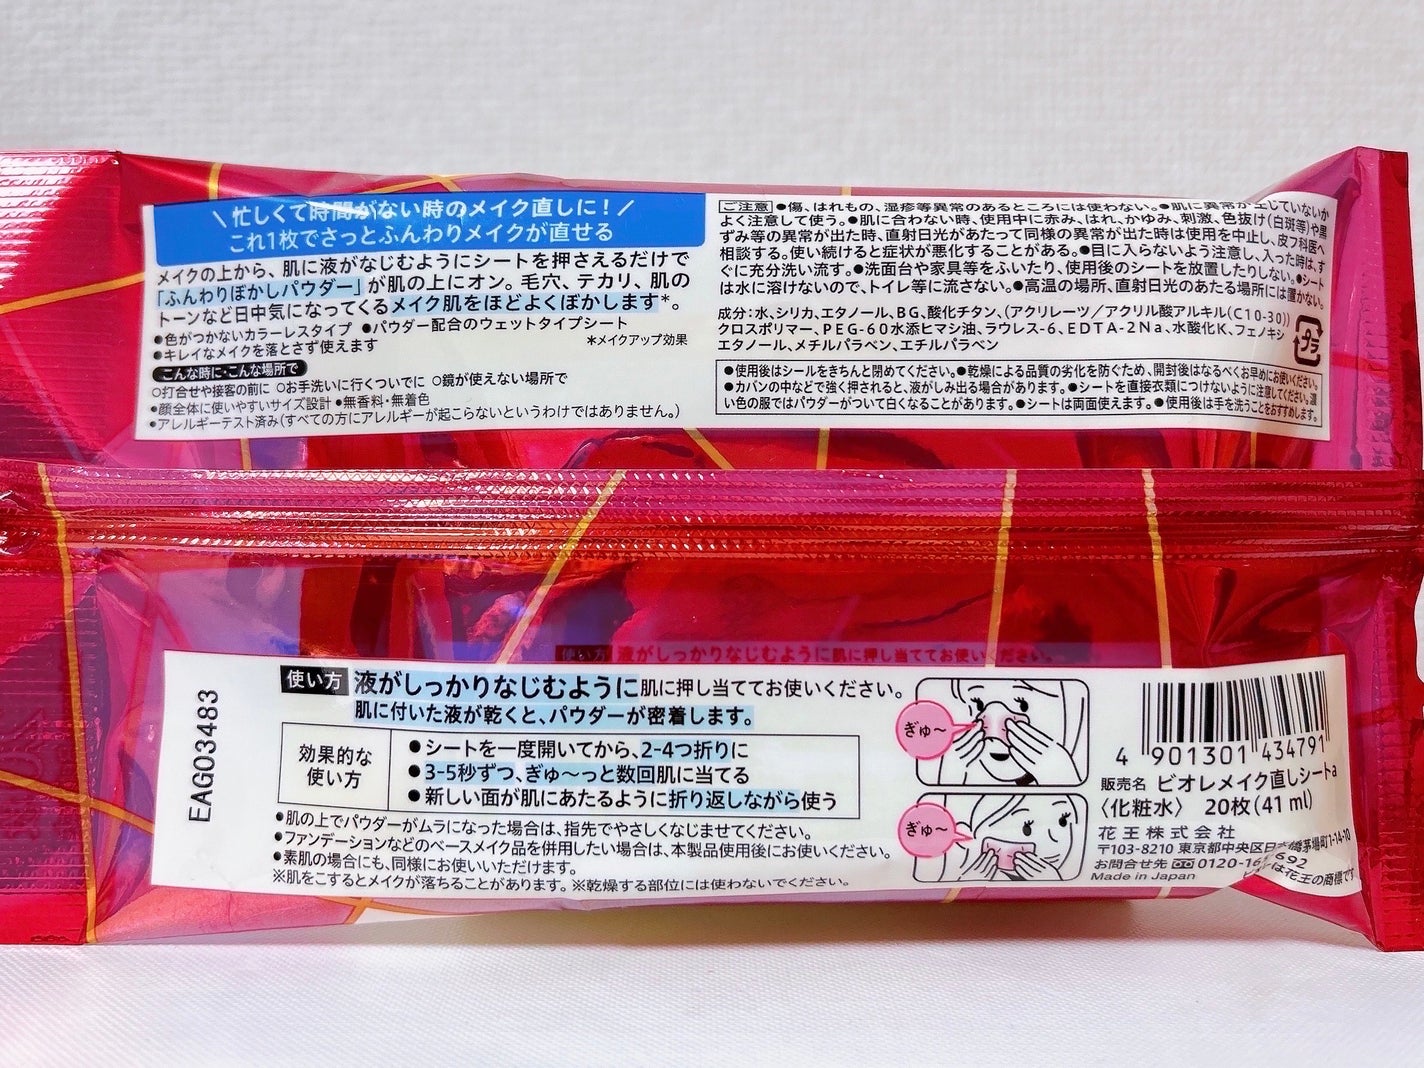 \ 忙しくて時間がない時のメイク直しに! /
これ1枚でさっとふんわりメイクが直せる
メイクの上から、肌に液がなじむようにシートを押さえるだけで
「ふんわりぼかしパウダー」が肌の上にオン。毛穴、テカリ、肌の
トーンなど日中気になってくるメイク肌をほどよくぼかします*。
●色がつかないカラーレスタイプ ●パウダー配合のウェットタイプシート
●キレイなメイクを落とさず使えます
*メイクアップ効果
こんな時に・こんな場所で
○打合せや接客の前に ○お手洗いに行くついでに ○鏡が使えない場所で
●顔全体に使いやすいサイズ設計 ●無香料・無着色
●アレルギーテスト済み(すべての方にアレルギーが起こらないというわけではありません。)
ご注意 ●傷、はれもの、湿疹等異常のあるところには使わない。●肌に異常が生じていないか
よく注意して使う。●肌に合わない時、使用中に赤み、はれ、かゆみ、刺激、色抜け(白斑等)や黒
ずみ等の異常が出た時、直射日光があたって同様の異常が出た時は使用を中止し、皮フ科医へ
相談する。使い続けると症状が悪化することがある。●目に入らないよう注意し、入った時は、す
ぐに充分洗い流す。●洗面台や家具等をふいたり、使用後のシートを放置したりしない。●シート
は水に溶けないので、トイレ等に流さない。●高温の場所、直射日光のあたる場所には置かない。
成分:水、シリカ、エタノール、BG、酸化チタン、(アクリレーツ/アクリル酸アルキル(C10-30))
クロスポリマー、PEG-60水添ヒマシ油、ラウレス-6、EDTA-2Na、水酸化K、フェノキシ
エタノール、メチルパラベン、エチルパラベン
プラ
●使用後はシールをきちんと閉めてください。●乾燥による品質の劣化を防ぐため、開封後はなるべくお早めにお使いください。
●カバンの中などで強く押されると、液がしみ出る場合があります。●シートを直接衣類につけないように注意してください。濃
い色の服ではパウダーがついて白くなることがあります。●シートは両面使えます。●使用後は手を洗うことをおすすめします。
EAG03483
使い方 液がしっかりなじむように肌に押し当ててお使いください。
肌に付いた液が乾くと、パウダーが密着します。
効果的な
使い方
●シートを一度開いてから、2-4つ折りに
●3-5秒ずつ、ぎゅ〜っと数回肌に当てる
●新しい面が肌にあたるように折り返しながら使う
●肌の上でパウダーがムラになった場合は、指先でやさしくなじませてください。
●ファンデーションなどのベースメイク品を併用したい場合は、本製品使用後にお使いください。
●素肌の場合にも、同様にお使いいただけます。
※肌をこするとメイクが落ちることがあります。※乾燥する部位には使わないでください。
ぎゅ〜
ぎゅ〜
4 901301 434791
販売名 ビオレメイク直しシートa
〈化粧水〉 20枚(41ml)
花王株式会社
〒103-8210 東京都中央区日本橋茅場町1-14-10
お問合せ先 0120-16 692
Made in Japan
は花王の商標です